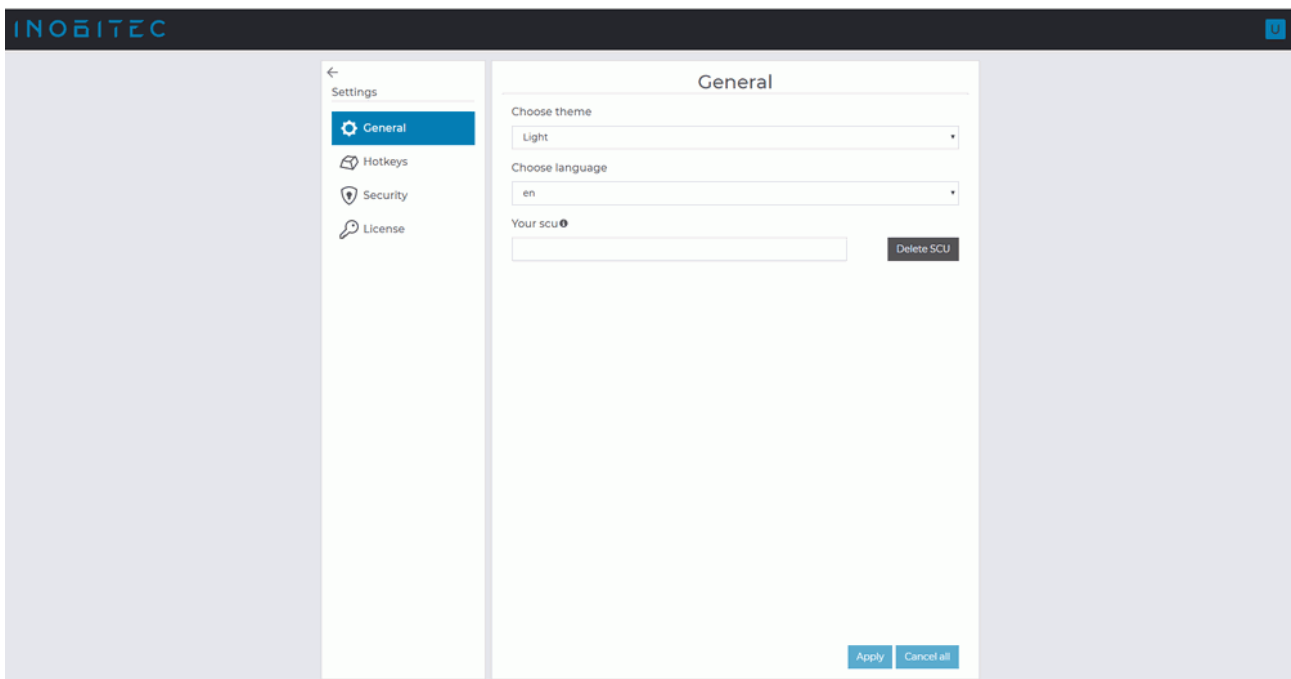 INOБITEC
U
Settings
General
Hotkeys
Security
License
General
Choose theme
Light
Choose language
en
Your scu
Delete SCU
Apply
Cancel all